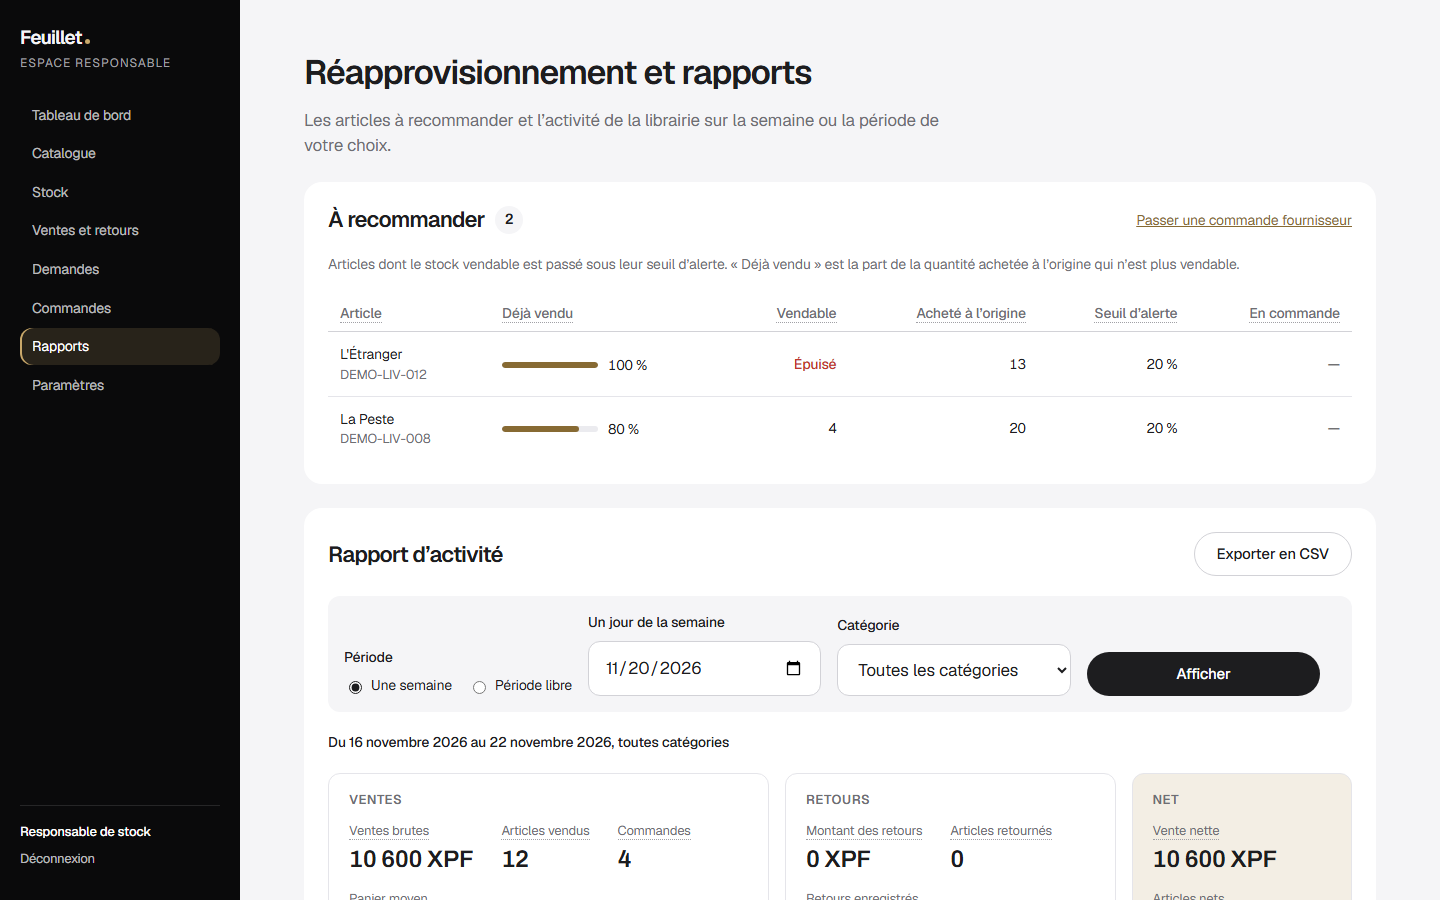 Feuillet.
ESPACE RESPONSABLE
Tableau de bord
Catalogue
Stock
Ventes et retours
Demandes
Commandes
Rapports
Paramètres
Responsable de stock
Déconnexion
Réapprovisionnement et rapports
Les articles à recommander et l’activité de la librairie sur la semaine ou la période de
votre choix.
À recommander 2
Passer une commande fournisseur
Articles dont le stock vendable est passé sous leur seuil d’alerte. « Déjà vendu » est la part de la quantité achetée à l’origine qui n’est plus vendable.
Article Déjà vendu Vendable Acheté à l’origine Seuil d’alerte En commande
L’Étranger
DEMO-LIV-012
100 % Épuisé 13 20 % —
La Peste
DEMO-LIV-008
80 % 4 20 20 % —
Rapport d’activité
Exporter en CSV
Période
Une semaine Période libre
Un jour de la semaine
11/20/2026
Catégorie
Toutes les catégories
Afficher
Du 16 novembre 2026 au 22 novembre 2026, toutes catégories
VENTES
Ventes brutes Articles vendus Commandes
10 600 XPF 12 4
Panier moyen
RETOURS
Montant des retours Articles retournés
0 XPF 0
Retours enregistrés
NET
Vente nette
10 600 XPF
Articles nets